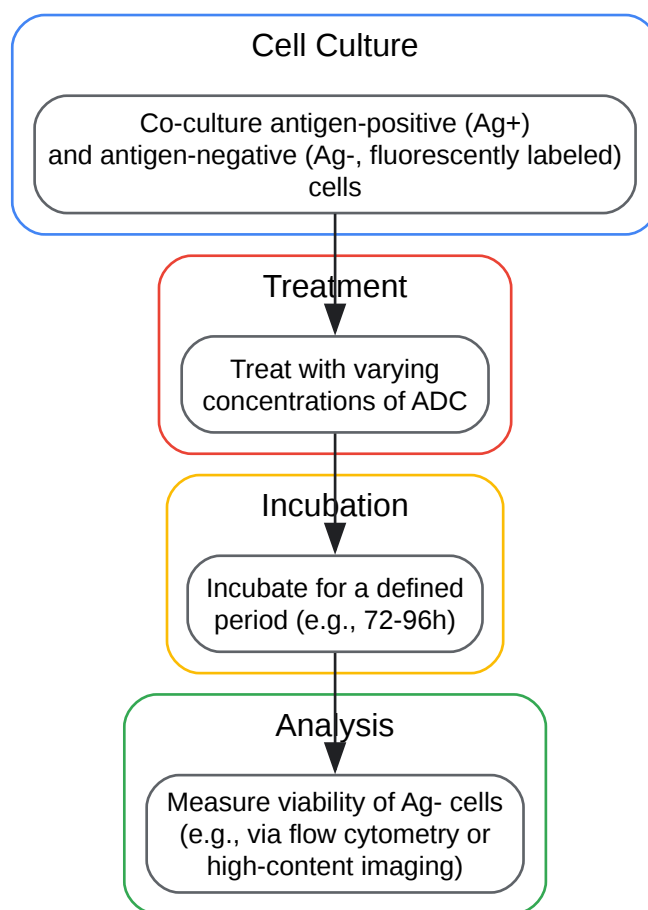 Cell Culture
Co-culture antigen-positive (Ag+)
and antigen-negative (Ag-, fluorescently labeled)
cells
Treatment
Treat with varying
concentrations of ADC
Incubation
Incubate for a defined
period (e.g., 72-96h)
Analysis
Measure viability of Ag- cells
(e.g., via flow cytometry or
high-content imaging)